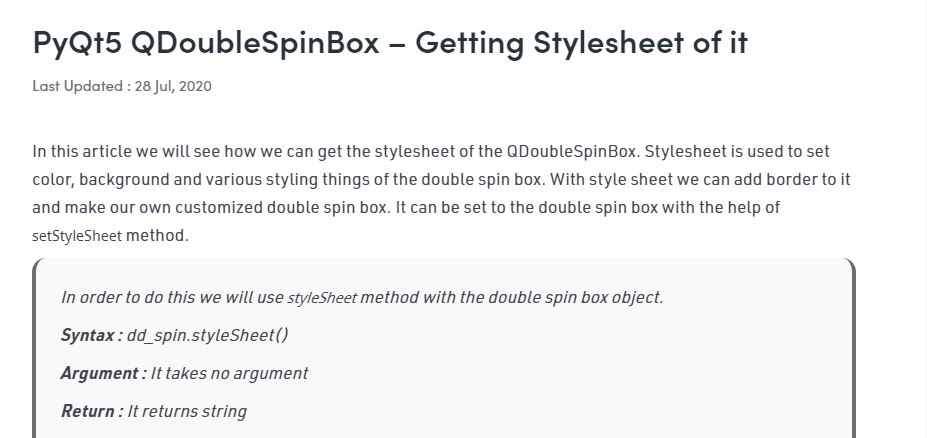 PyQt5 QDoubleSpinBox – Getting Stylesheet of it
Last Updated : 28 Jul, 2020
In this article we will see how we can get the stylesheet of the QDoubleSpinBox. Stylesheet is used to set
color, background and various styling things of the double spin box. With style sheet we can add border to it
and make our own customized double spin box. It can be set to the double spin box with the help of
setStyleSheet method.
In order to do this we will use styleSheet method with the double spin box object.
Syntax : dd_spin.styleSheet()
Argument : It takes no argument
Return : It returns string